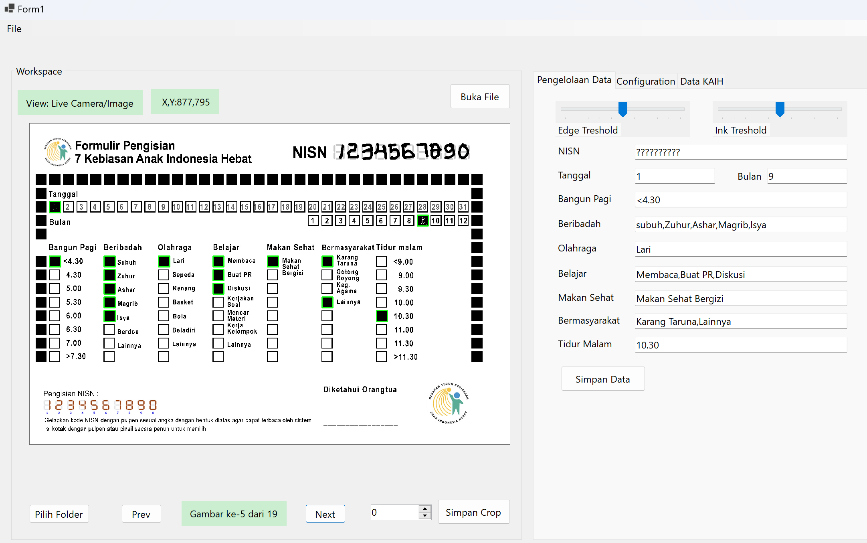 Form1
File
Workspace
View: Live Camera/Image
X,Y:877,795
Buka File
Formulir Pengisian
7 Kebiasan Anak Indonesia Hebat
NISN 1234567890
Tanggal
2 3 4 5 6 7 8 9 10 11 12 13 14 15 16 17 18 19 20 21 22 23 24 25 26 27 28 29 30 31
Bulan 1 2 3 4 5 6 7 8 9 10 11 12
Bangun Pagi Beribadah Olahraga Belajar Makan Sehat Bermasyarakat Tidur malam
<4.30 Subuh Lari Membaca Makan Sehat Bergizi Karang Taruna <9.00
4.30 Zuhur Sepeda Buat PR Gotong Royong 9.00
5.00 Ashar Renang Diskusi Keg. Agama 9.30
5.30 Magrib Basket Kerjakan Soal Lainnya 10.00
6.00 Isya Bola Mencar Materi 10.30
6.30 Berdoa Beladiri Kerja Kelompok 11.00
7.00 Lainnya Lainnya Lainnya 11.30
>7.30 >11.30
Pengisian NISN :
1234567890
Diketahui Orangtua
Pengelolaan Data Configuration Data KAIH
Edge Treshold Ink Treshold
NISN ??????????
Tanggal 1 Bulan 9
Bangun Pagi <4.30
Beribadah subuh,Zuhur,Ashar,Magrib,Isya
Olahraga Lari
Belajar Membaca,Buat PR,Diskusi
Makan Sehat Makan Sehat Bergizi
Bermasyarakat Karang Taruna,Lainnya
Tidur Malam 10.30
Simpan Data
Pilih Folder Prev Gambar ke-5 dari 19 Next 0 Simpan Crop